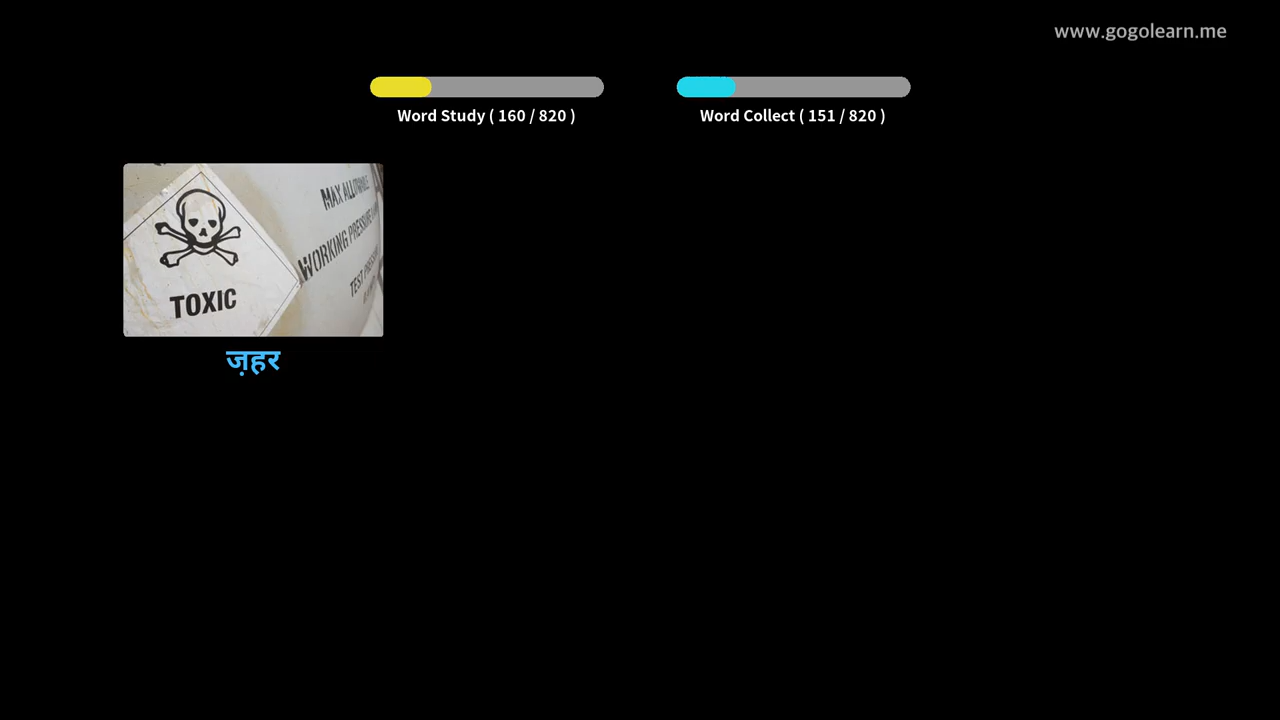 www.gogolearn.me
Word Study ( 160 / 820 )
Word Collect ( 151 / 820 )
MAX ALLOWABLE
WORKING PRESSURE
TEST
TOXIC
ज़हर